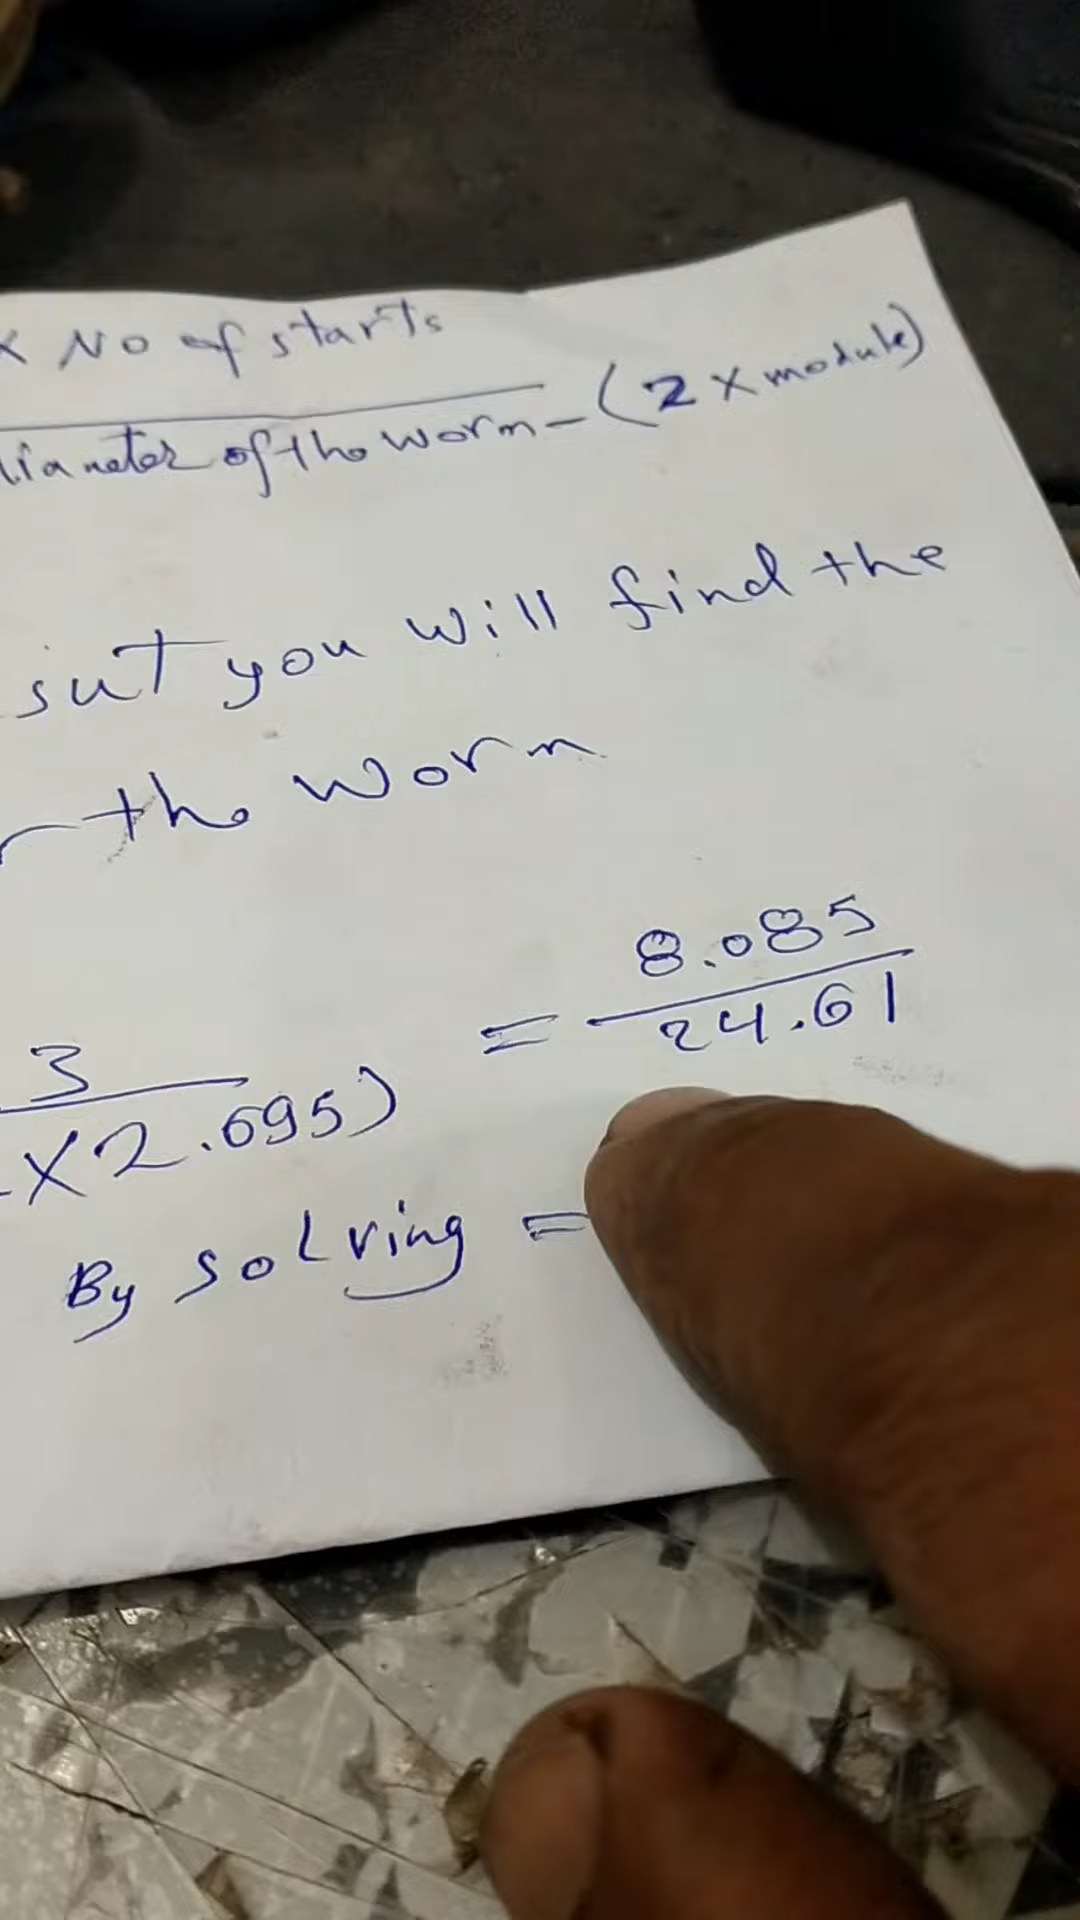 x No of starts
diameter of the worm - (2 x module)
sut you will find the
the worm
3
x2.695)
= 8.085
24.61
By solving =